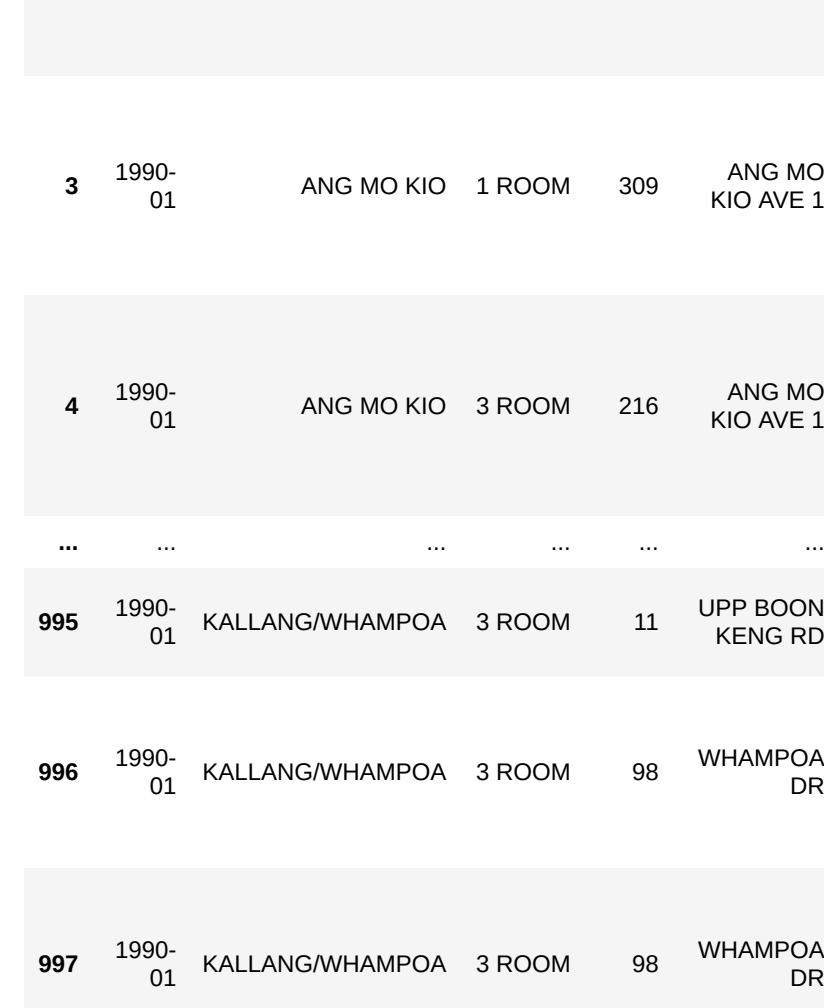 3 1990-01 ANG MO KIO 1 ROOM 309 ANG MO KIO AVE 1
4 1990-01 ANG MO KIO 3 ROOM 216 ANG MO KIO AVE 1
... ... ... ... ... ...
995 1990-01 KALLANG/WHAMPOA 3 ROOM 11 UPP BOON KENG RD
996 1990-01 KALLANG/WHAMPOA 3 ROOM 98 WHAMPOA DR
997 1990-01 KALLANG/WHAMPOA 3 ROOM 98 WHAMPOA DR